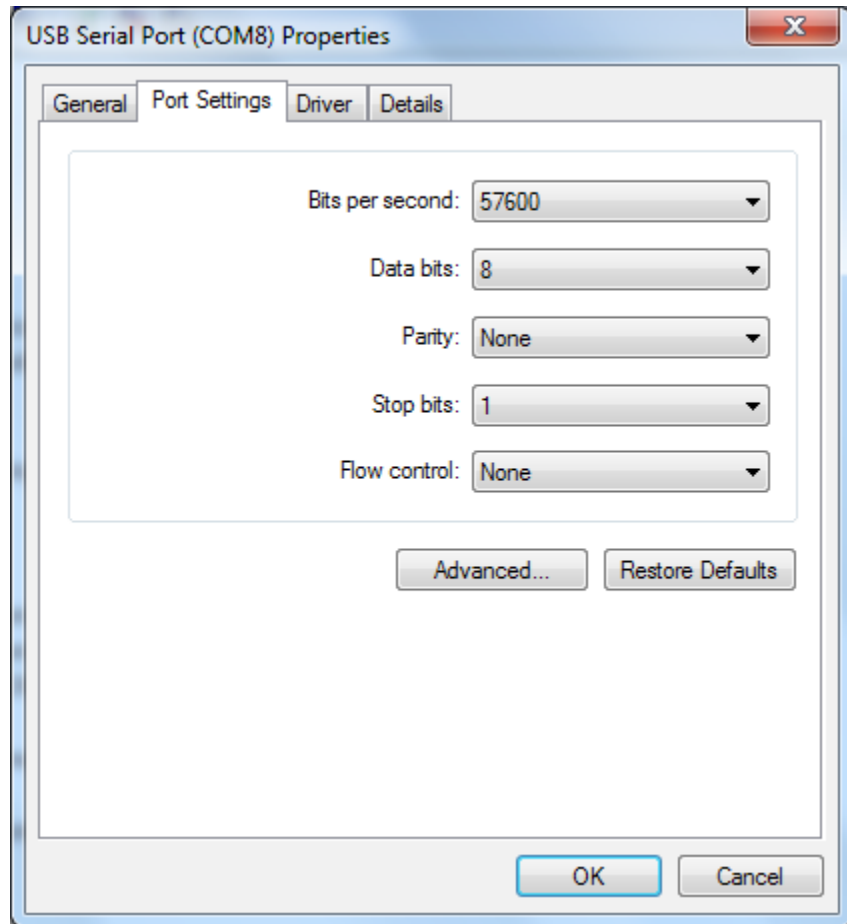 USB Serial Port (COM8) Properties
General Port Settings Driver Details
Bits per second: 57600
Data bits: 8
Parity: None
Stop bits: 1
Flow control: None
Advanced... Restore Defaults
OK Cancel